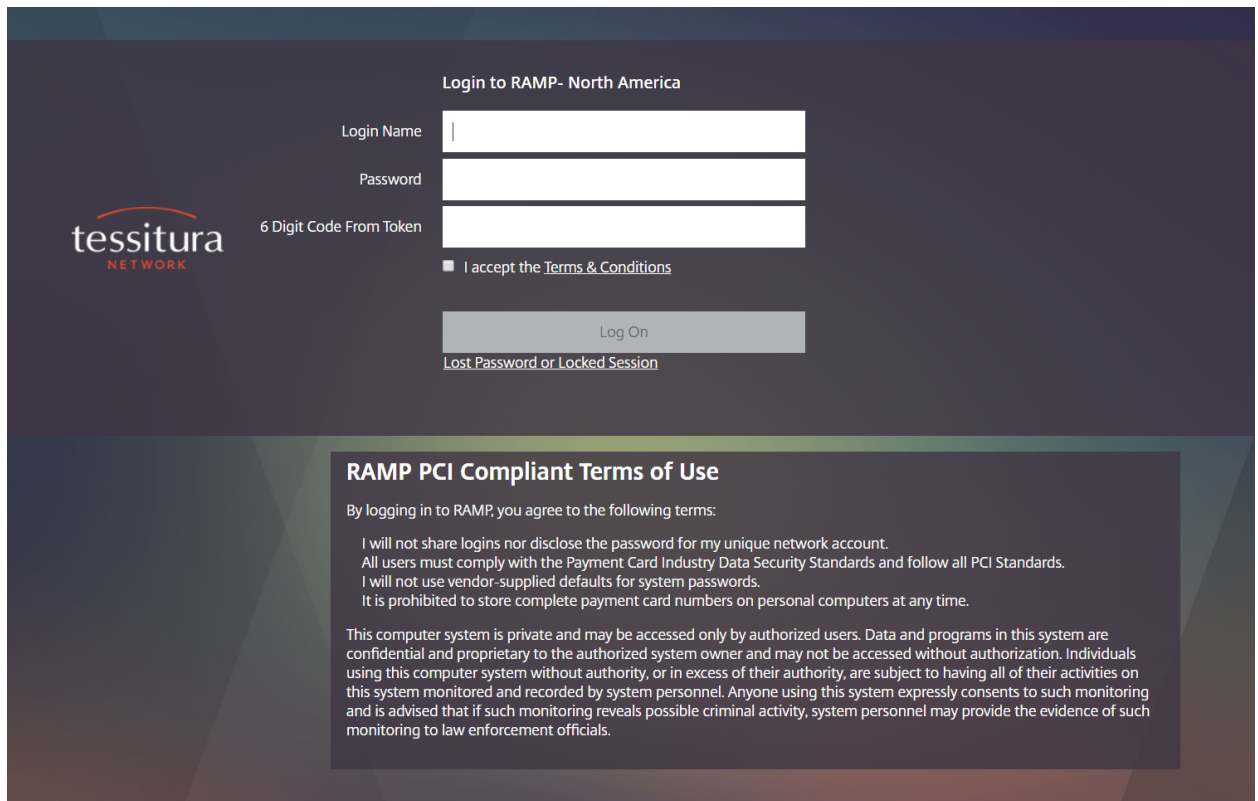 Login to RAMP- North America
Login Name
Password
tessitura
NETWORK
6 Digit Code From Token
I accept the Terms & Conditions
Log On
Lost Password or Locked Session
RAMP PCI Compliant Terms of Use
By logging in to RAMP, you agree to the following terms:
I will not share logins nor disclose the password for my unique network account.
All users must comply with the Payment Card Industry Data Security Standards and follow all PCI Standards.
I will not use vendor-supplied defaults for system passwords.
It is prohibited to store complete payment card numbers on personal computers at any time.
This computer system is private and may be accessed only by authorized users. Data and programs in this system are
confidential and proprietary to the authorized system owner and may not be accessed without authorization. Individuals
using this computer system without authority, or in excess of their authority, are subject to having all of their activities on
this system monitored and recorded by system personnel. Anyone using this system expressly consents to such monitoring
and is advised that if such monitoring reveals possible criminal activity, system personnel may provide the evidence of such
monitoring to law enforcement officials.